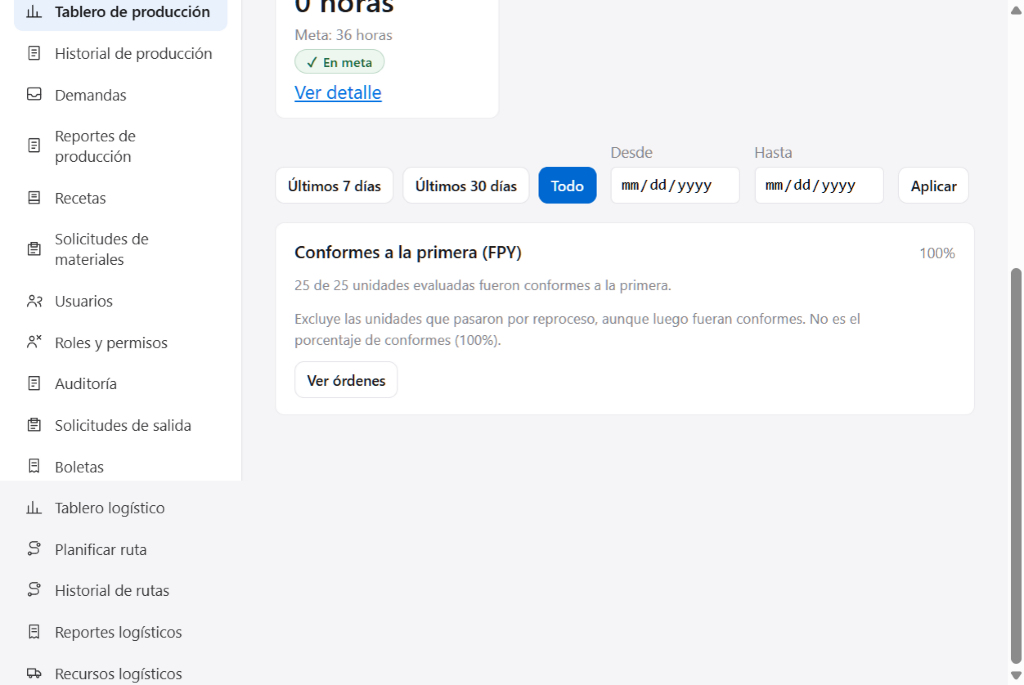 Tablero de producción
Historial de producción
Demandas
Reportes de
producción
Recetas
Solicitudes de
materiales
Usuarios
Roles y permisos
Auditoría
Solicitudes de salida
Boletas
Tablero logístico
Planificar ruta
Historial de rutas
Reportes logísticos
Recursos logísticos
0 horas
Meta: 36 horas
✓ En meta
Ver detalle
Desde
Hasta
Últimos 7 días
Últimos 30 días
Todo
mm/dd/yyyy
mm/dd/yyyy
Aplicar
Conformes a la primera (FPY)
100%
25 de 25 unidades evaluadas fueron conformes a la primera.
Excluye las unidades que pasaron por reproceso, aunque luego fueran conformes. No es el
porcentaje de conformes (100%).
Ver órdenes